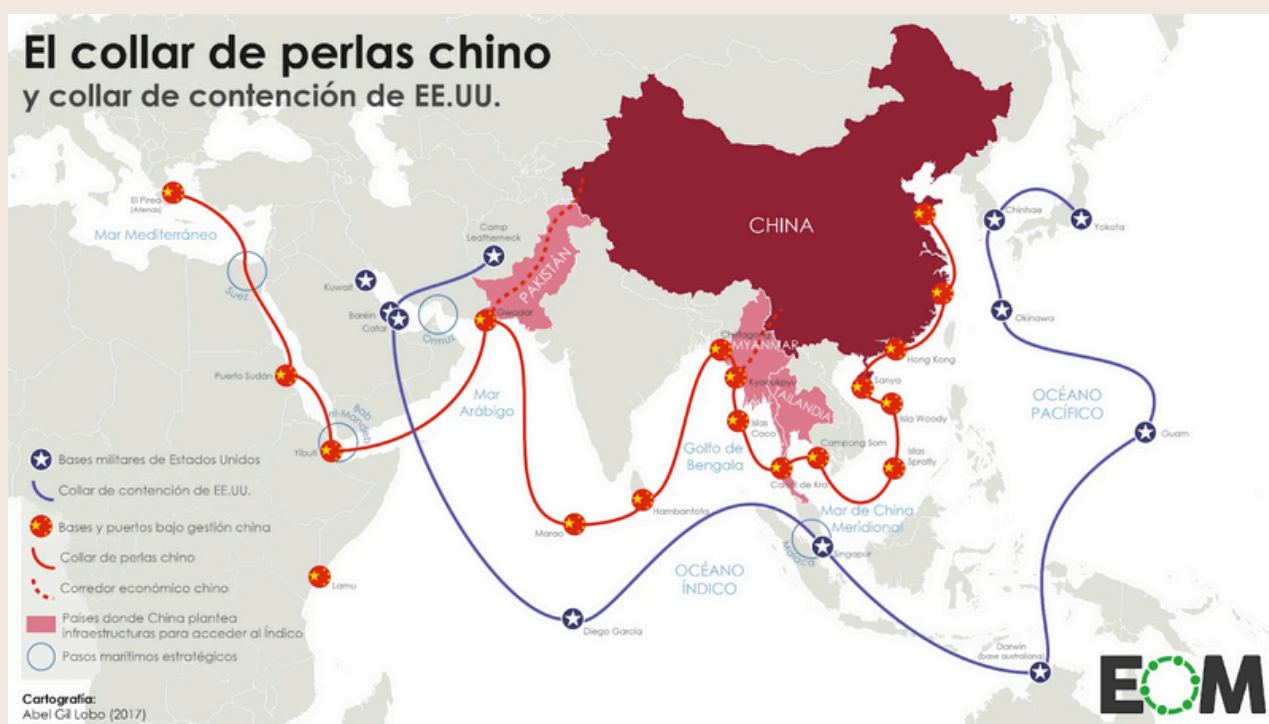 El collar de perlas chino
y collar de contención de EE.UU.
El Pireo
(Atenas)
Mar Mediterráneo
Suez
Kuwait
Baréin
Catar
Camp
Leatherneck
Ormuz
PAKISTÁN
Gwadar
CHINA
Chinhae
Yokota
Okinawa
Hong Kong
Chittagong
MYANMAR
Kyaukpyu
TAILANDIA
Sanya
Isla Woody
Puerto Sudán
Mar
Arábigo
Bab
el-Mandeb
Yibuti
Islas
Coco
Golfo de
Bengala
Campong Som
Islas
Spratly
Canal de Kra
OCÉANO
PACÍFICO
Guam
Hambantota
Marao
Mar de China
Meridional
Malaca
Singapur
OCÉANO
ÍNDICO
Lamu
Diego García
Darwin
(base australiana)
Bases militares de Estados Unidos
Collar de contención de EE.UU.
Bases y puertos bajo gestión china
Collar de perlas chino
Corredor económico chino
Países donde China plantea
infraestructuras para acceder al Índico
Pasos marítimos estratégicos
Cartografía:
Abel Gil Lobo (2017)
EOM